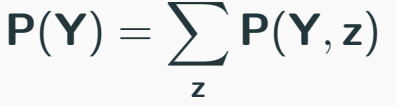 P(Y) = ∑ P(Y, z)
z